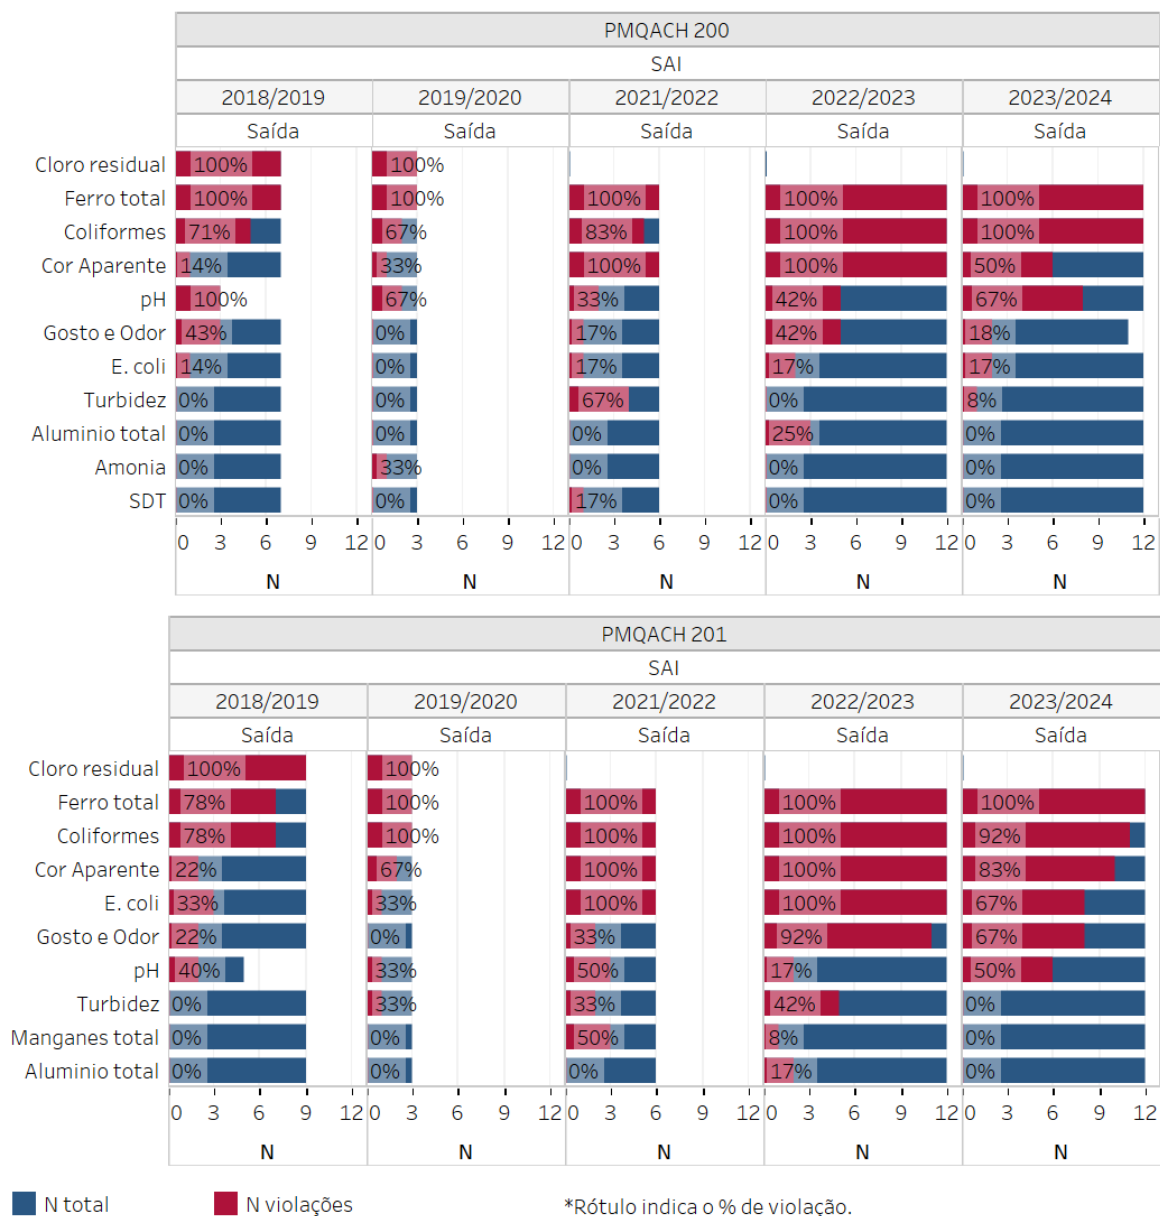 PMQACH 200
SAI
2018/2019 2019/2020 2021/2022 2022/2023 2023/2024
Saída Saída Saída Saída Saída
Cloro residual 100% 100%
Ferro total 100% 100% 100% 100% 100%
Coliformes 71% 67% 83% 100% 100%
Cor Aparente 14% 33% 100% 100% 50%
pH 100% 67% 33% 42% 67%
Gosto e Odor 43% 0% 17% 42% 18%
E. coli 14% 0% 17% 17% 17%
Turbidez 0% 0% 67% 0% 8%
Aluminio total 0% 0% 0% 25% 0%
Amonia 0% 33% 0% 0% 0%
SDT 0% 0% 17% 0% 0%
0 3 6 9 12 0 3 6 9 12 0 3 6 9 12 0 3 6 9 12 0 3 6 9 12
N N N N N
PMQACH 201
SAI
2018/2019 2019/2020 2021/2022 2022/2023 2023/2024
Saída Saída Saída Saída Saída
Cloro residual 100% 100%
Ferro total 78% 100% 100% 100% 100%
Coliformes 78% 100% 100% 100% 92%
Cor Aparente 22% 67% 100% 100% 83%
E. coli 33% 33% 100% 100% 67%
Gosto e Odor 22% 0% 33% 92% 67%
pH 40% 33% 50% 17% 50%
Turbidez 0% 33% 33% 42% 0%
Manganes total 0% 0% 50% 8% 0%
Aluminio total 0% 0% 0% 17% 0%
0 3 6 9 12 0 3 6 9 12 0 3 6 9 12 0 3 6 9 12 0 3 6 9 12
N N N N N
N total N violações *Rótulo indica o % de violação.